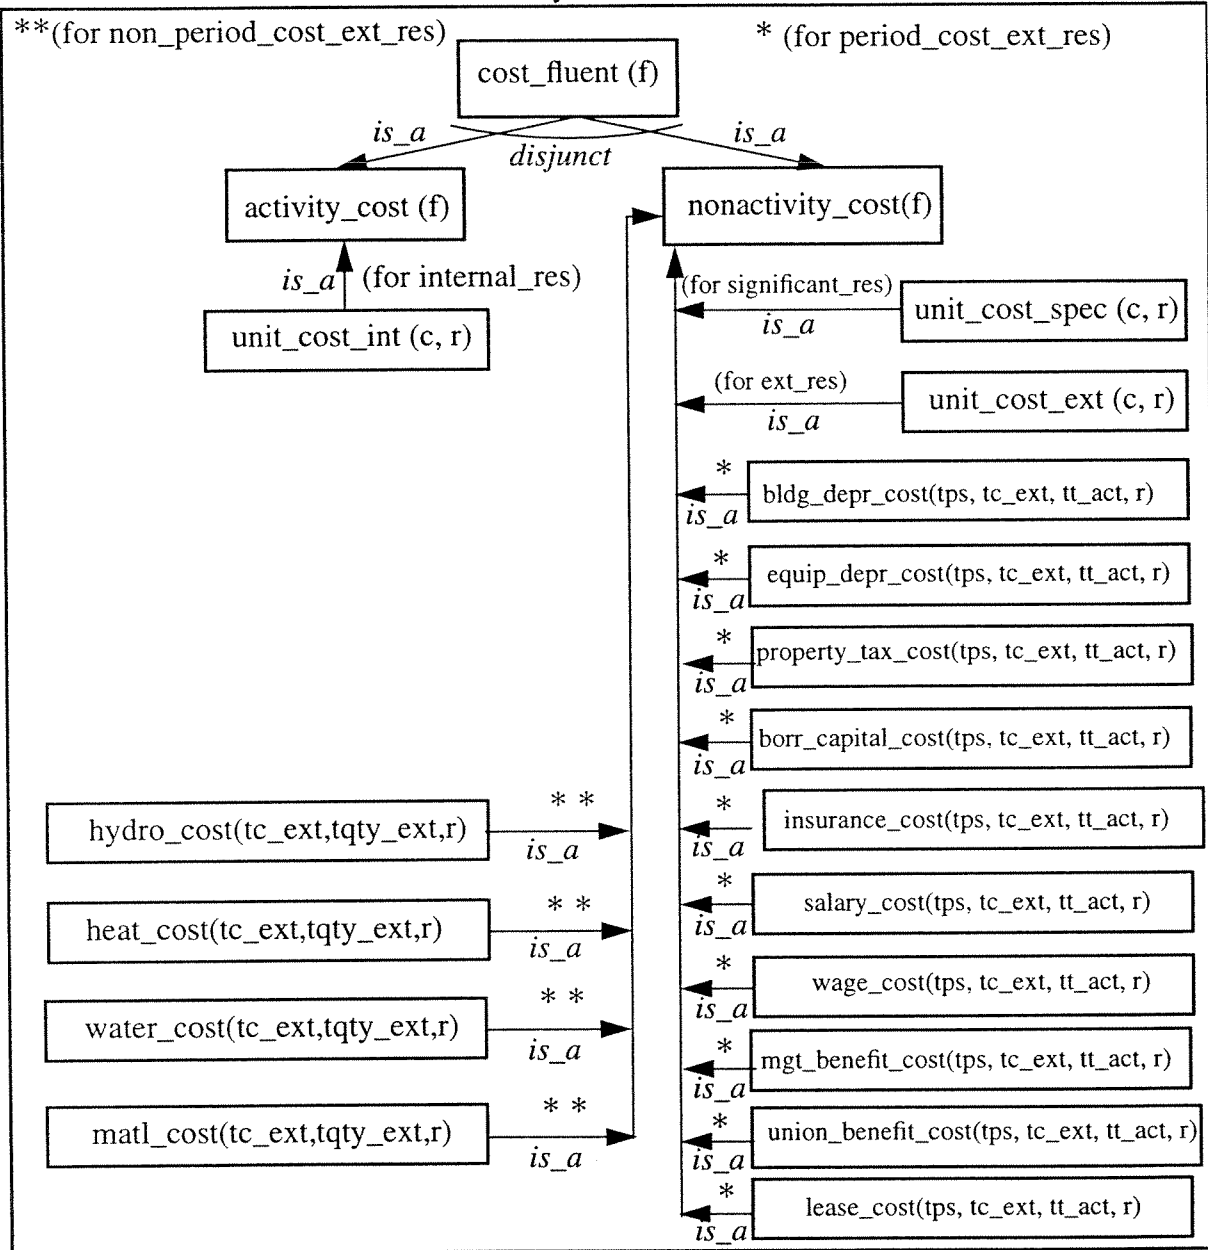 **(for non_period_cost_ext_res)
* (for period_cost_ext_res)
cost_fluent (f)
is_a
is_a
disjunct
activity_cost (f)
nonactivity_cost(f)
is_a
(for internal_res)
unit_cost_int (c, r)
(for significant_res)
is_a
unit_cost_spec (c, r)
(for ext_res)
is_a
unit_cost_ext (c, r)
*
is_a
bldg_depr_cost(tps, tc_ext, tt_act, r)
*
is_a
equip_depr_cost(tps, tc_ext, tt_act, r)
*
is_a
property_tax_cost(tps, tc_ext, tt_act, r)
*
is_a
borr_capital_cost(tps, tc_ext, tt_act, r)
*
is_a
insurance_cost(tps, tc_ext, tt_act, r)
*
is_a
salary_cost(tps, tc_ext, tt_act, r)
*
is_a
wage_cost(tps, tc_ext, tt_act, r)
*
is_a
mgt_benefit_cost(tps, tc_ext, tt_act, r)
*
is_a
union_benefit_cost(tps, tc_ext, tt_act, r)
*
is_a
lease_cost(tps, tc_ext, tt_act, r)
hydro_cost(tc_ext,tqty_ext,r)
* *
is_a
heat_cost(tc_ext,tqty_ext,r)
* *
is_a
water_cost(tc_ext,tqty_ext,r)
* *
is_a
matl_cost(tc_ext,tqty_ext,r)
* *
is_a